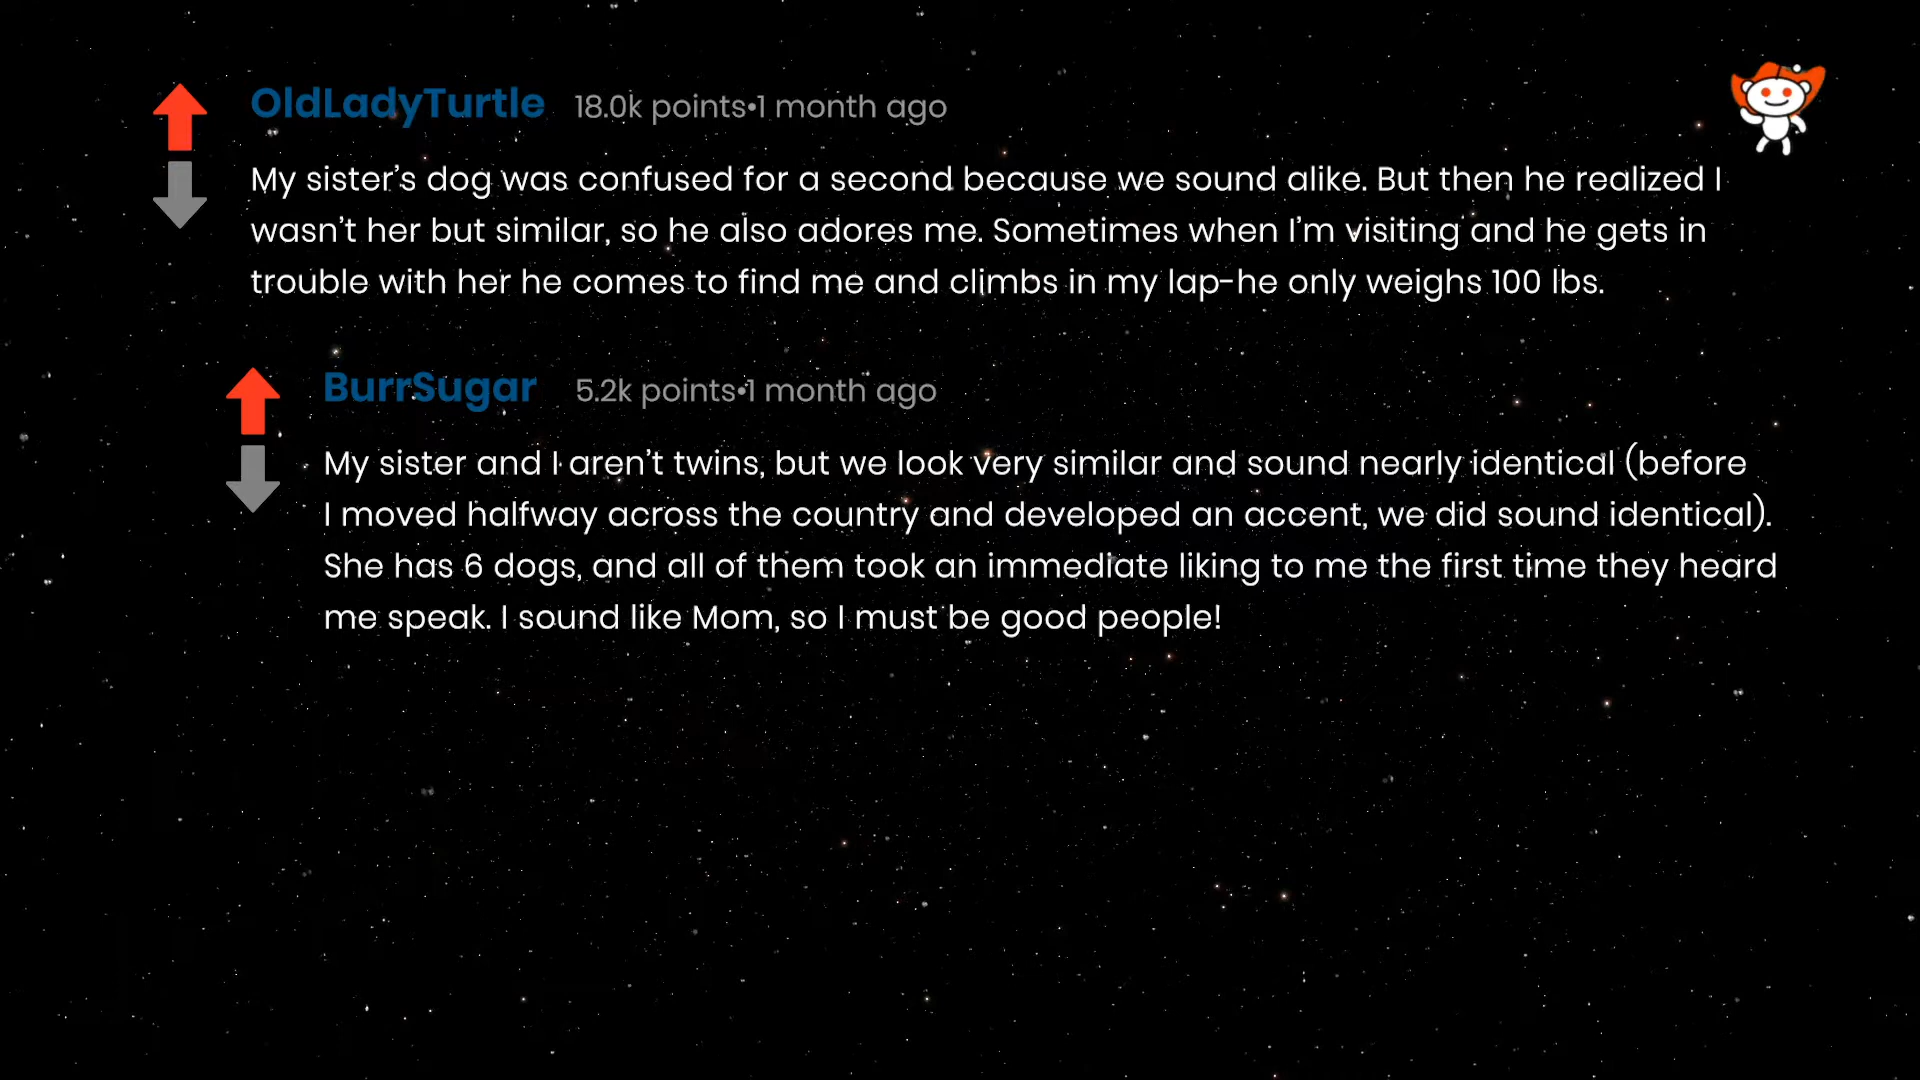 OldLadyTurtle 18.0k points•1 month ago
My sister’s dog was confused for a second because we sound alike. But then he realized I
wasn’t her but similar, so he also adores me. Sometimes when I’m visiting and he gets in
trouble with her he comes to find me and climbs in my lap-he only weighs 100 lbs.
BurrSugar 5.2k points•1 month ago
My sister and I aren’t twins, but we look very similar and sound nearly identical (before
I moved halfway across the country and developed an accent, we did sound identical).
She has 6 dogs, and all of them took an immediate liking to me the first time they heard
me speak. I sound like Mom, so I must be good people!